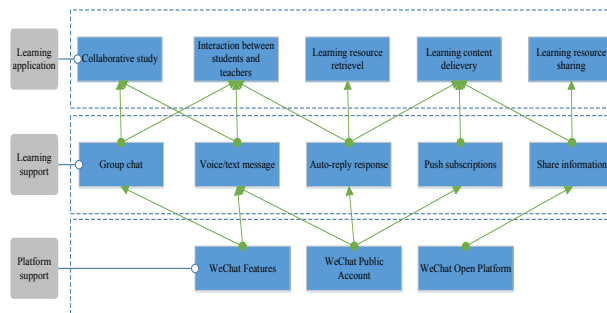 Learning
application
Collaborative study
Interaction between
students and
teachers
Learning resource
retrievel
Learning content
delievery
Learning resource
sharing
Learning
support
Group chat
Voice/text message
Auto-reply response
Push subscriptions
Share information
Platform
support
WeChat Features
WeChat Public
Account
WeChat Open Platform